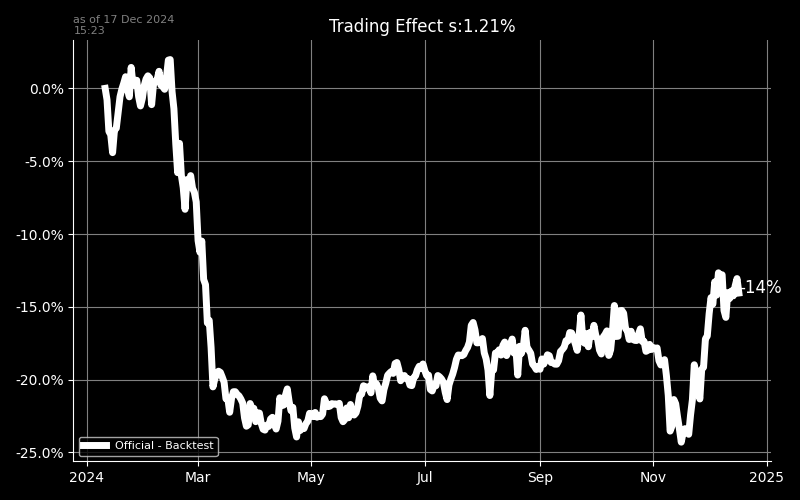 as of 17 Dec 2024
15:23
Trading Effect s:1.21%
0.0%
-5.0%
-10.0%
-15.0%
-20.0%
-25.0%
-14%
Official - Backtest
2024
Mar
May
Jul
Sep
Nov
2025